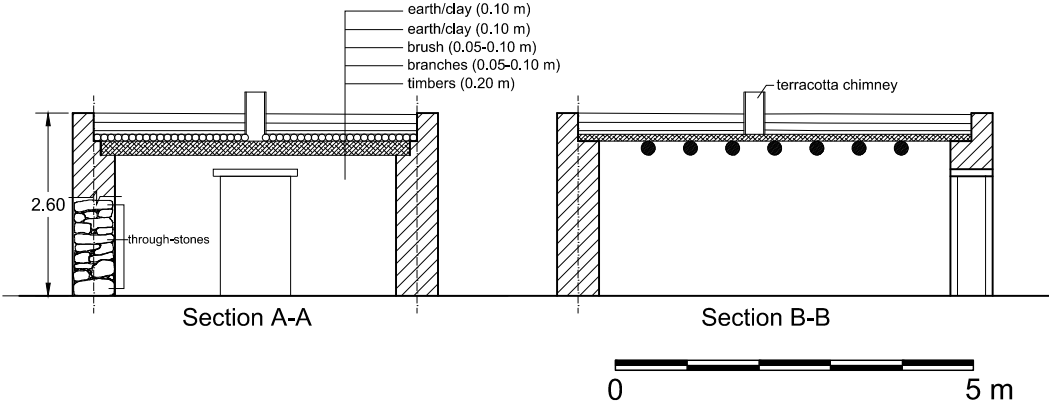 earth/clay (0.10 m)
earth/clay (0.10 m)
brush (0.05-0.10 m)
branches (0.05-0.10 m)
timbers (0.20 m)
terracotta chimney
2.60
through-stones
Section A-A
Section B-B
0
5 m